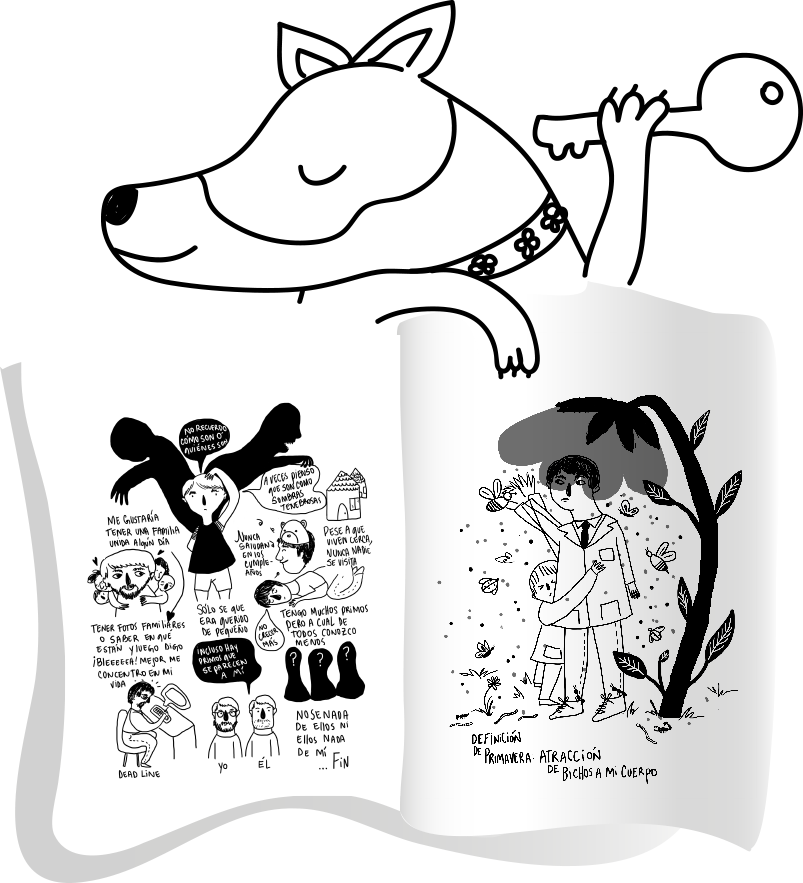 NO RECUERDO
CÓMO SON O
QUIÉNES SON
A VECES PIENSO
QUE SON COMO
SOMBRAS
TENEBROSAS
ME GUSTARÍA
TENER UNA FAMILIA
UNIDA ALGÚN DÍA
NUNCA
SALUDAN
EN LOS
CUMPLE-
AÑOS
PESE A QUE
VIVEN CERCA,
NUNCA NADIE
SE VISITA
SÓLO SE QUE
ERA QUERIDO
DE PEQUEÑO
NO
CRECER
MAS
TENGO MUCHOS PRIMOS
PERO A CUAL DE
TODOS CONOZCO
MENOS
TENER FOTOS FAMILIARES
O SABER EN QUÉ
ESTÁN Y LUEGO DIGO
¡BLEEEEEA! MEJOR ME
CONCENTRO EN MI
VIDA
INCLUSO HAY
PRIMOS QUE
SE PARECEN
A MÍ
? ? ?
NO SE NADA
DE ELLOS NI
ELLOS NADA
DE MÍ
... FIN
DEAD LINE
YO
ÉL
DEFINICIÓN
DE PRIMAVERA: ATRACCIÓN
DE BICHOS A MI CUERPO